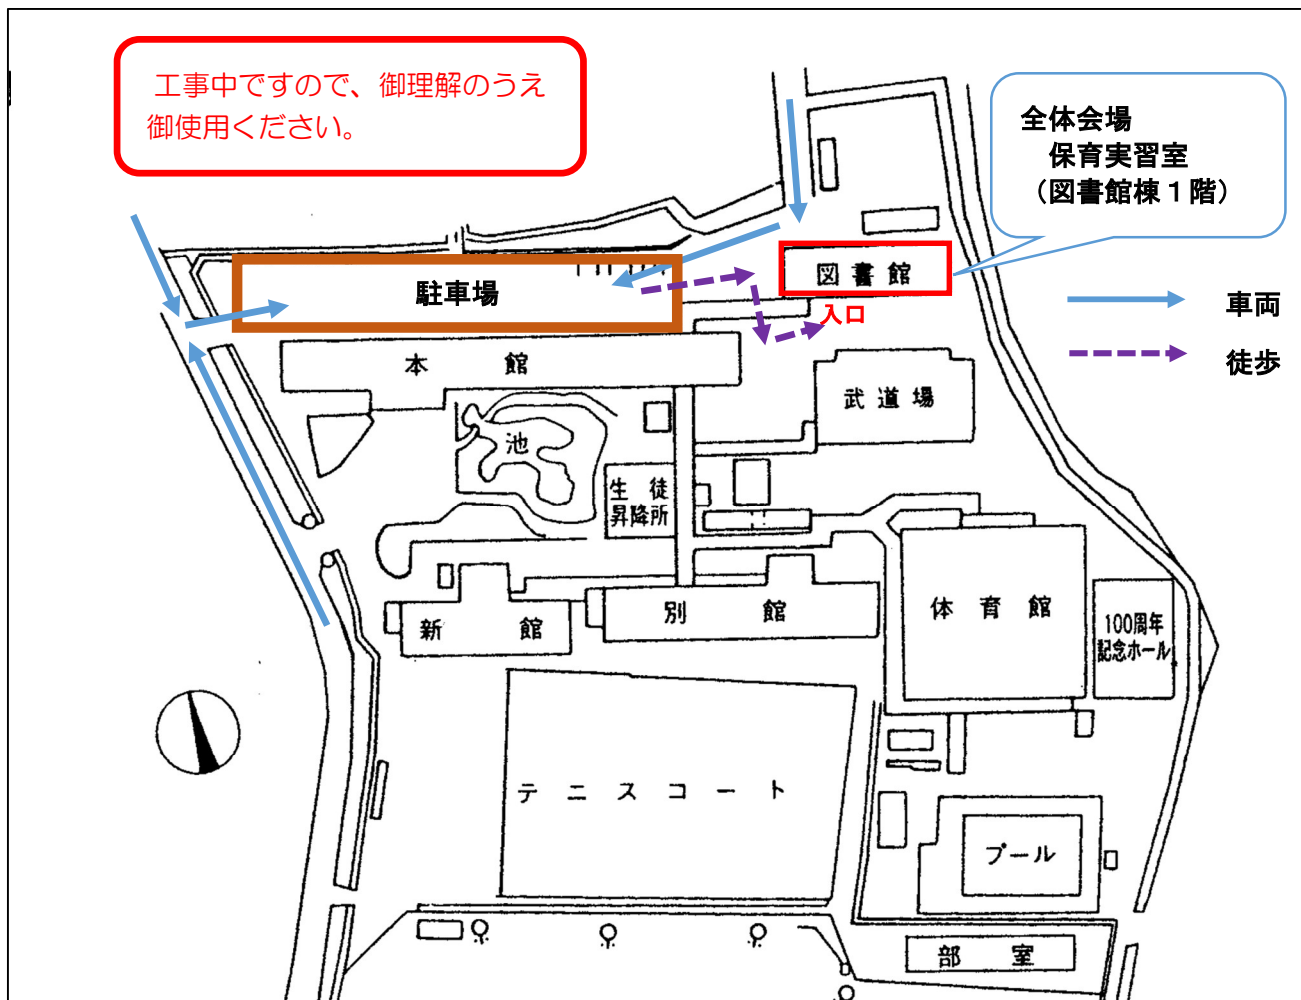 工事中ですので、御理解のうえ
御使用ください。
全体会場
保育実習室
（図書館棟１階）
図書館
駐車場
入口
車両
徒歩
本館
武道場
池
生徒
昇降所
新館
別館
体育館
100周年
記念ホール
テニスコート
プール
部室